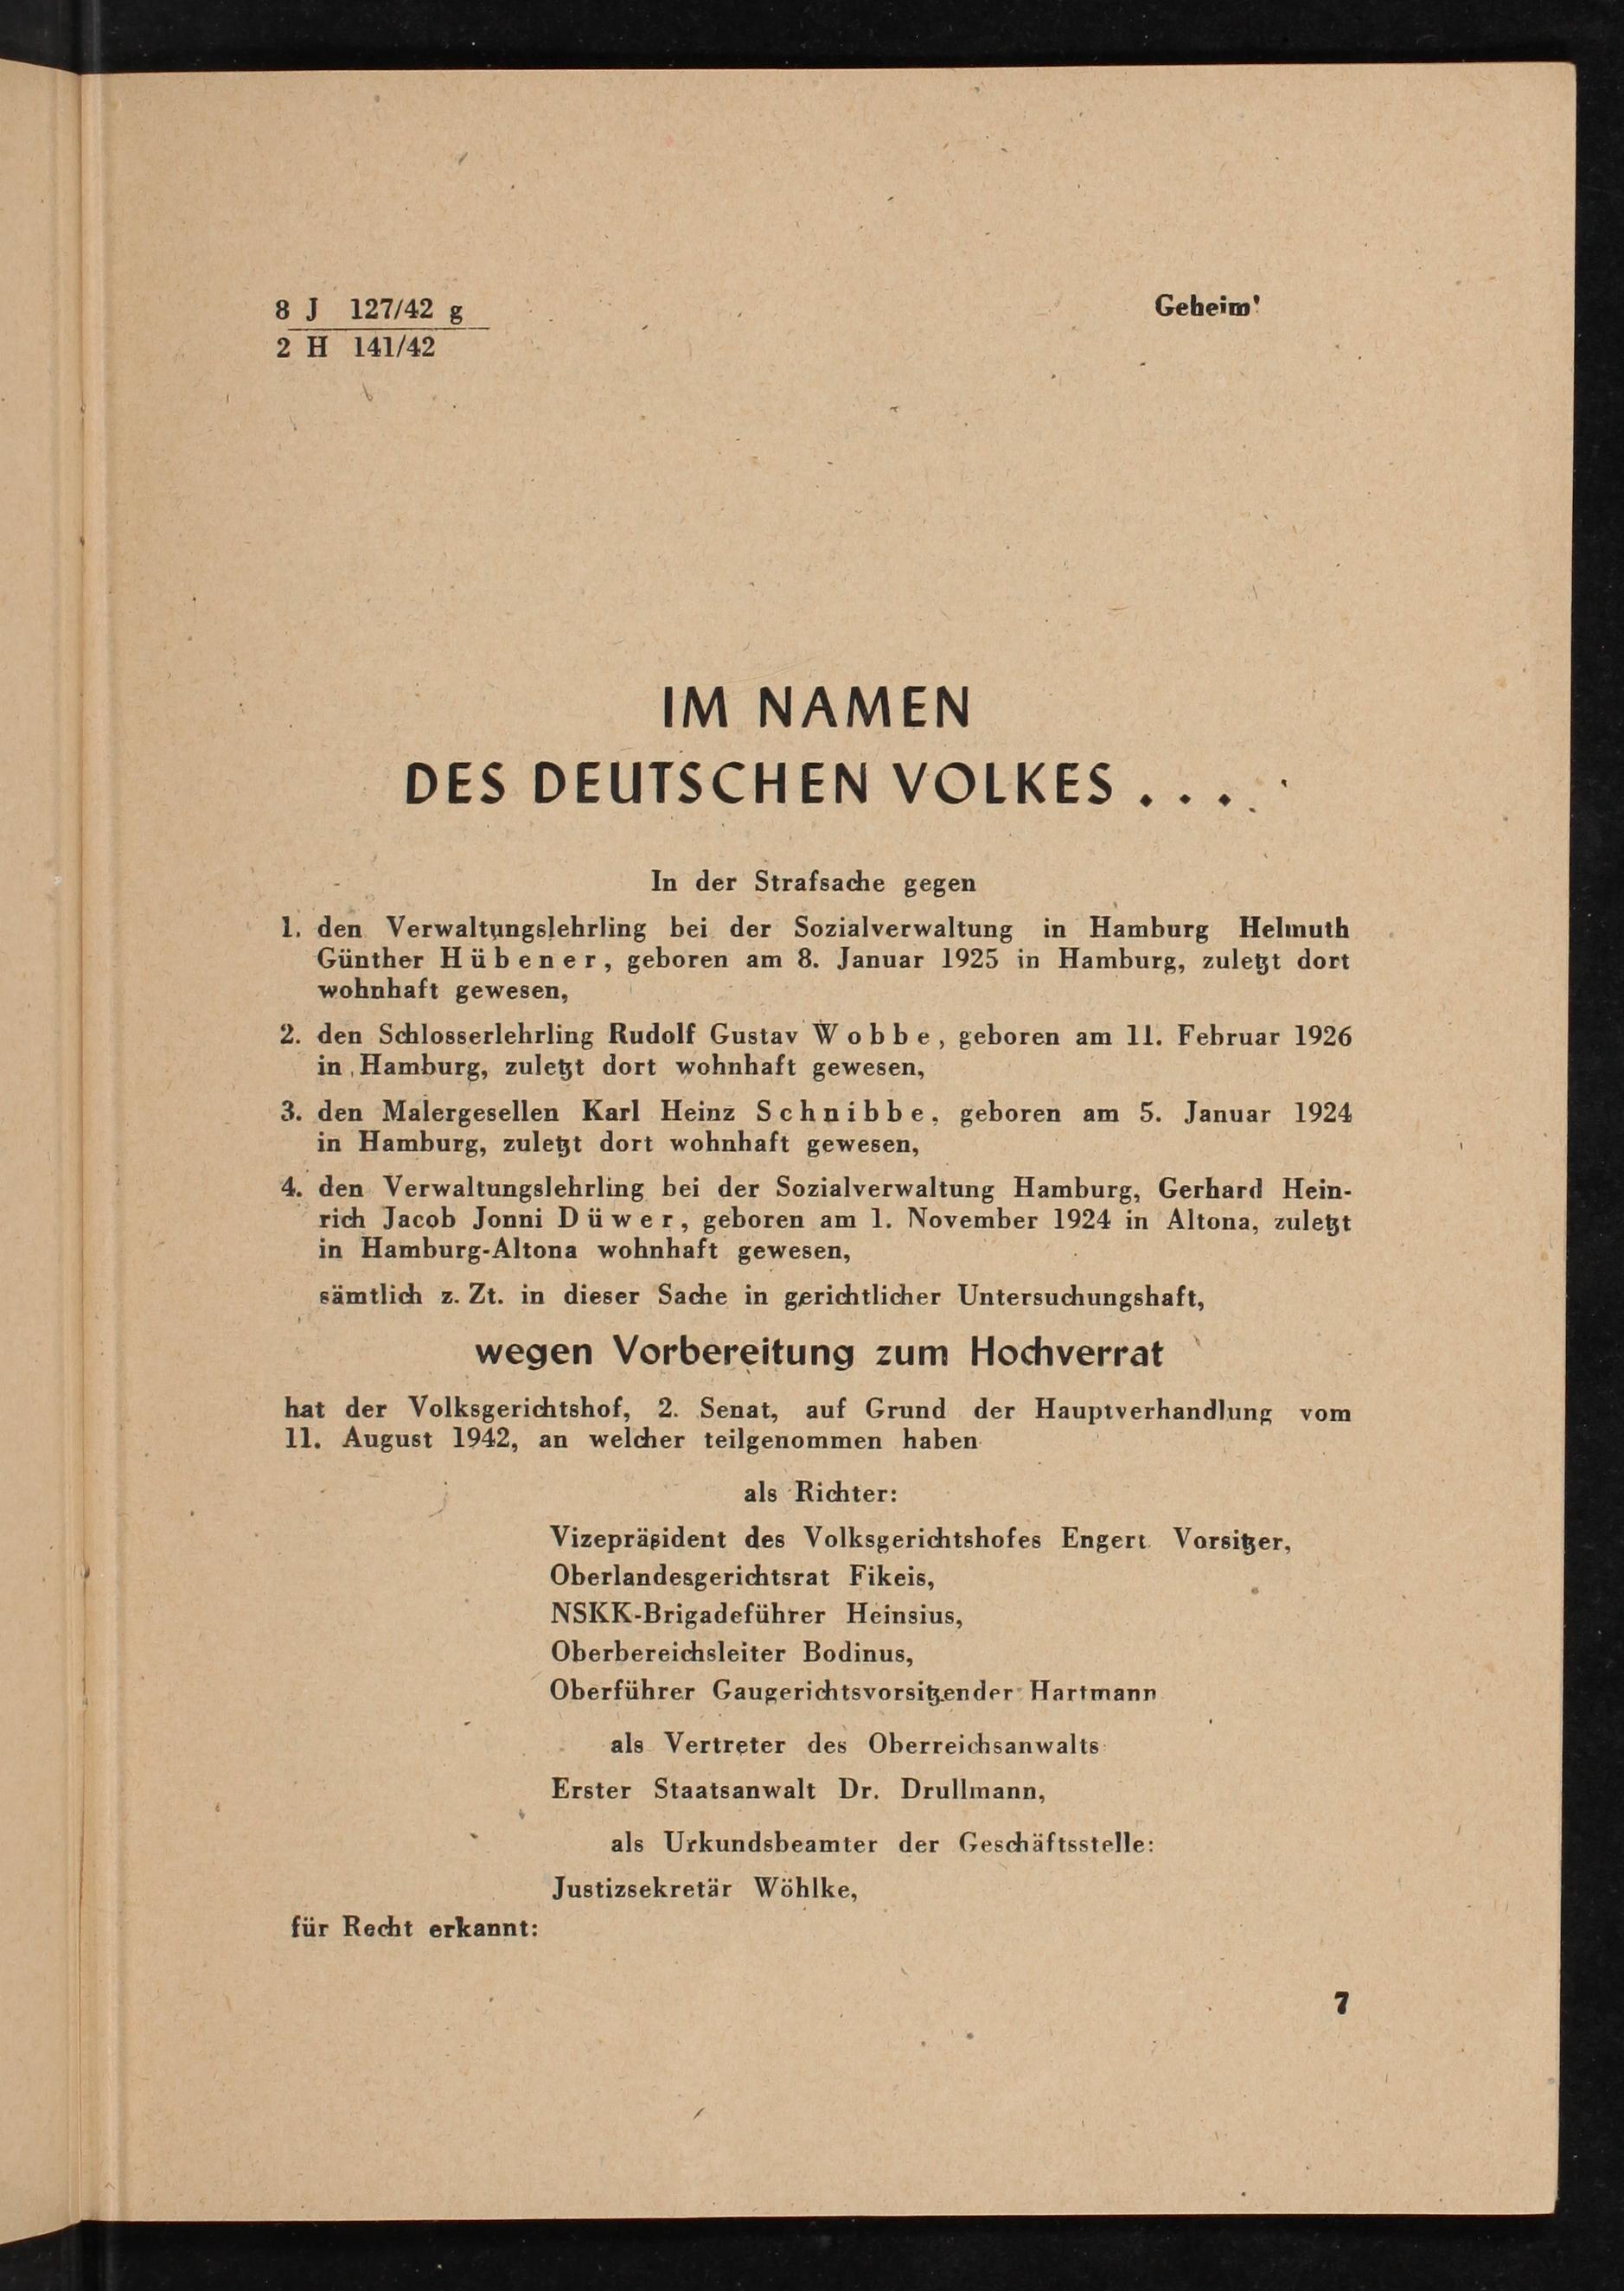 8 J 127/42 g
Geheim'
2 H 141/42
IM NAMEN
DES DEUTSCHEN VOLKES . . . .
In der Strafsache gegen
1. den Verwaltungslehrling bei der Sozialverwaltung in Hamburg Helmuth
Günther Hübener, geboren am 8. Januar 1925 in Hamburg, zuletzt dort
wohnhaft gewesen,
2. den Schlosserlehrling Rudolf Gustav Wobbe, geboren am 11. Februar 1926
in Hamburg, zuletzt dort wohnhaft gewesen,
3. den Malergesellen Karl Heinz Schnibbe, geboren am 5. Januar 1924
in Hamburg, zuletzt dort wohnhaft gewesen,
4. den Verwaltungslehrling bei der Sozialverwaltung Hamburg, Gerhard Hein-
rich Jacob Jonni Düwer, geboren am 1. November 1924 in Altona, zuletzt
in Hamburg-Altona wohnhaft gewesen,
sämtlich z. Zt. in dieser Sache in gerichtlicher Untersuchungshaft,
wegen Vorbereitung zum Hochverrat
hat der Volksgerichtshof, 2. Senat, auf Grund der Hauptverhandlung vom
11. August 1942, an welcher teilgenommen haben
als Richter:
Vizepräsident des Volksgerichtshofes Engert Vorsitzer,
Oberlandesgerichtsrat Fikeis,
NSKK-Brigadeführer Heinsius,
Oberbereichsleiter Bodinus,
Oberführer Gaugerichtsvorsitzender Hartmann
als Vertreter des Oberreichsanwalts
Erster Staatsanwalt Dr. Drullmann,
als Urkundsbeamter der Geschäftsstelle:
Justizsekretär Wöhlke,
für Recht erkannt:
7